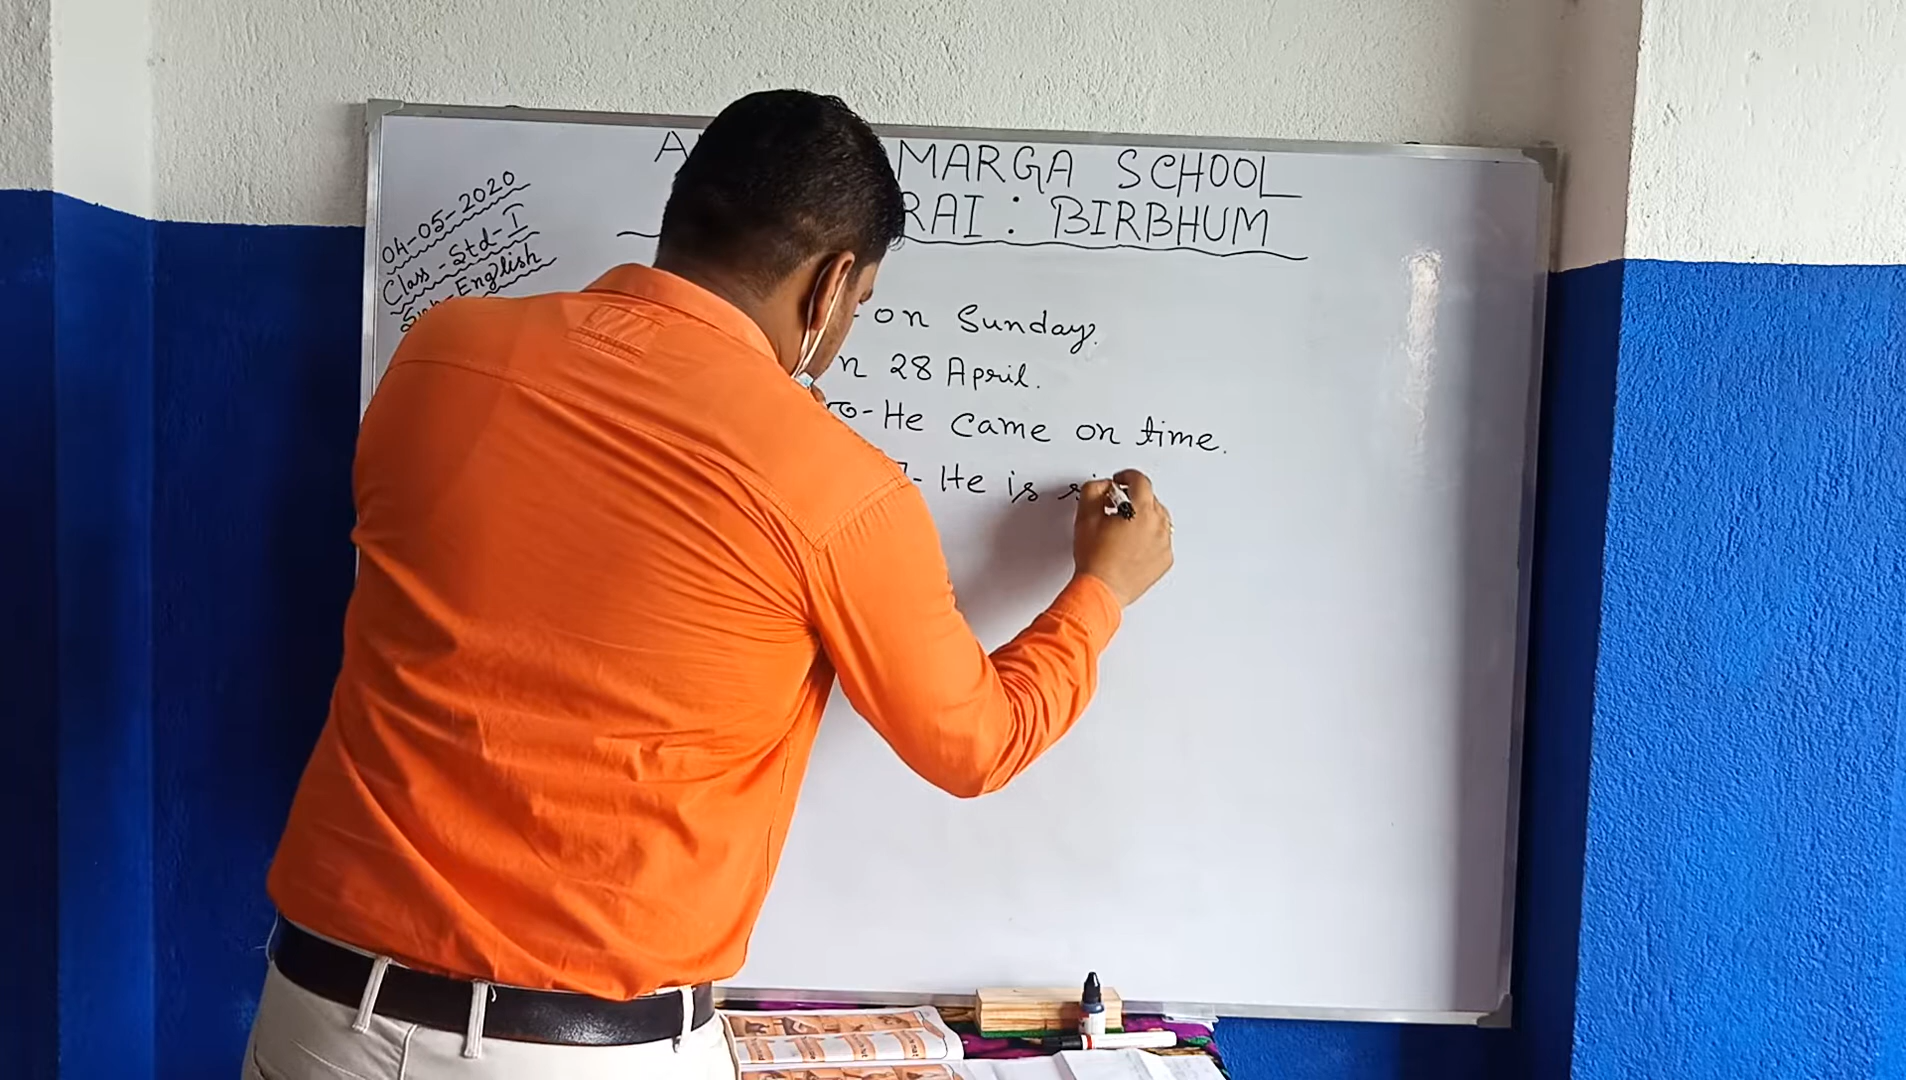 MARGA SCHOOL
RAI : BIRBHUM
04-05-2020
Class - Std - I
Sub - English
- on Sunday.
n 28 April.
- He came on time.
- He is